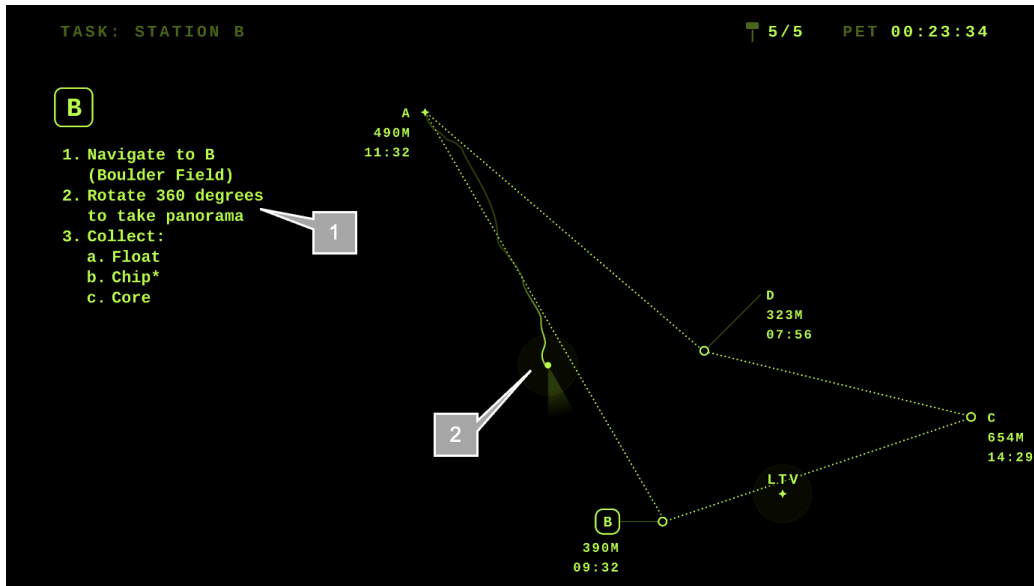 TASK: STATION B
5/5 PET 00:23:34
B
1. Navigate to B
(Boulder Field)
2. Rotate 360 degrees
to take panorama
3. Collect:
a. Float
b. Chip*
c. Core
1
A
490M
11:32
D
323M
07:56
2
C
654M
14:29
LTV
B
390M
09:32